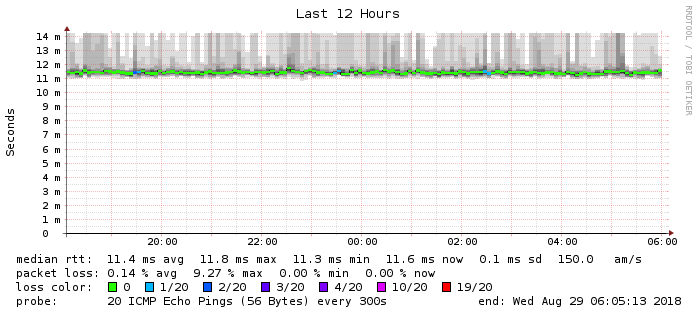 Last 12 Hours
RRDTOOL / TOBI OETIKER
Seconds
14 m
13 m
12 m
11 m
10 m
9 m
8 m
7 m
6 m
5 m
4 m
3 m
2 m
1 m
0
20:00 22:00 00:00 02:00 04:00 06:00
median rtt: 11.4 ms avg 11.8 ms max 11.3 ms min 11.6 ms now 0.1 ms sd 150.0 am/s
packet loss: 0.14 % avg 9.27 % max 0.00 % min 0.00 % now
loss color: 0 1/20 2/20 3/20 4/20 10/20 19/20
probe: 20 ICMP Echo Pings (56 Bytes) every 300s end: Wed Aug 29 06:05:13 2018